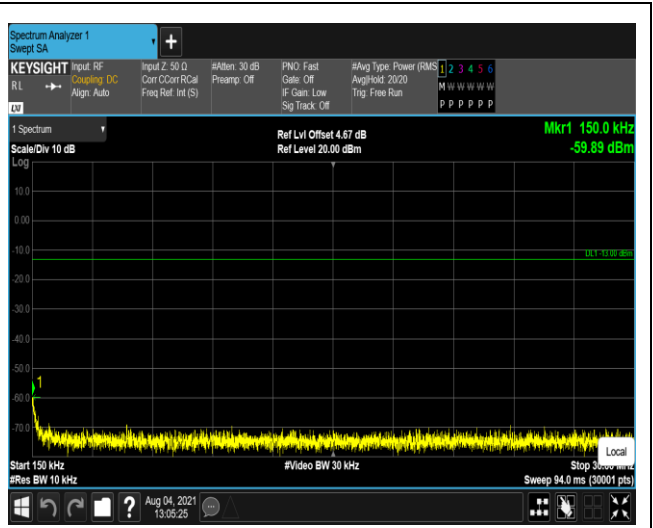 Spectrum Analyzer 1
Swept SA
+
KEYSIGHT Input: RF Input Z: 50 Ω #Atten: 30 dB PNO: Fast #Avg Type: Power (RMS 1 2 3 4 5 6
RL Coupling: DC Corr CCorr RCal Preamp: Off Gate: Off Avg|Hold: 20/20 M W W W W W
Align: Auto Freq Ref: Int (S) IF Gain: Low Trig: Free Run
LXI Sig Track: Off P P P P P P
1 Spectrum Ref Lvl Offset 4.67 dB Mkr1 150.0 kHz
Scale/Div 10 dB Ref Level 20.00 dBm -59.89 dBm
Log
10.0
0.00
-10.0
DL1 -13.00 dBm
-20.0
-30.0
-40.0
-50.0
1
-60.0
-70.0
Local
Start 150 kHz #Video BW 30 kHz Stop 30.00 MHz
#Res BW 10 kHz Sweep 94.0 ms (30001 pts)
? Aug 04, 2021
13:05:25